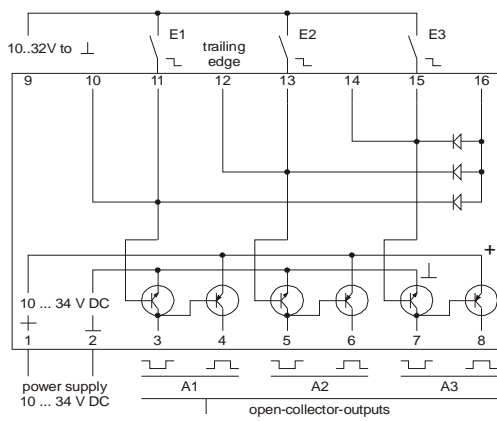 E1 E2 E3
10..32V to ⊥ trailing
edge
9 10 11 12 13 14 15 16
+
10 ... 34 V DC ⊥
+ ⊥
1 2 3 4 5 6 7 8
power supply A1 A2 A3
10 ... 34 V DC
open-collector-outputs